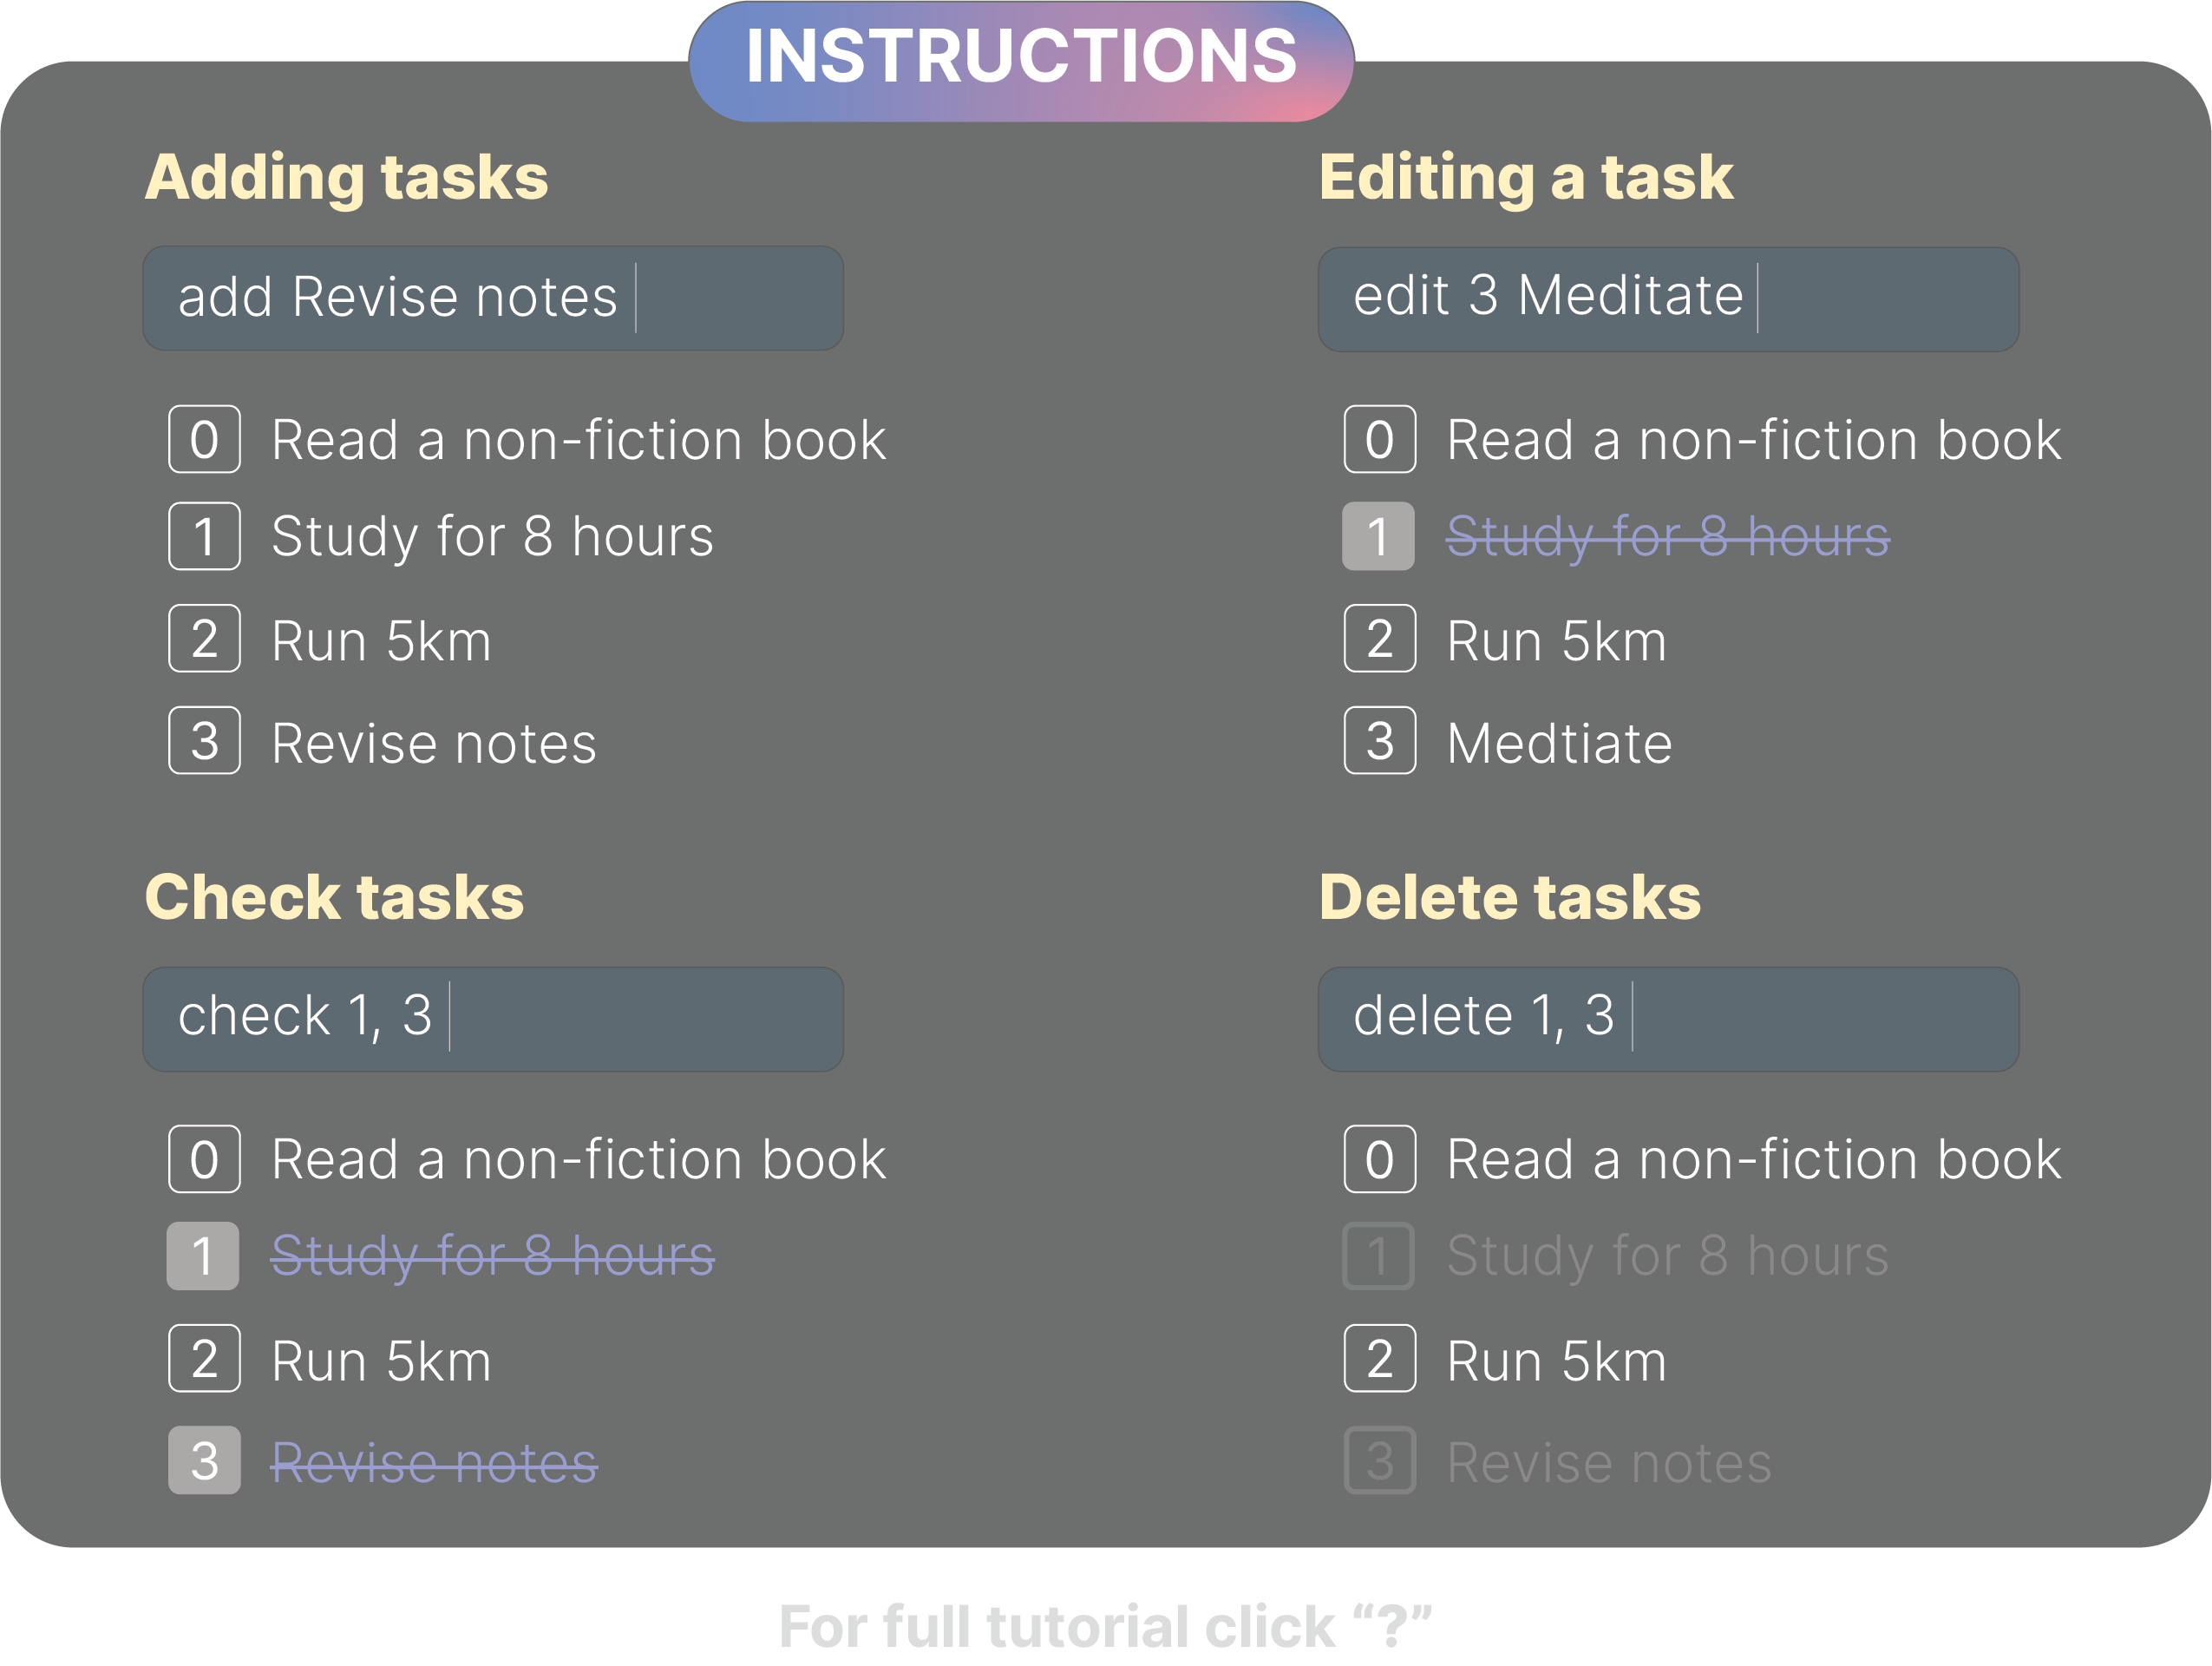 INSTRUCTIONS
Adding tasks
add Revise notes
0 Read a non-fiction book
1 Study for 8 hours
2 Run 5km
3 Revise notes
Editing a task
edit 3 Meditate
0 Read a non-fiction book
1 Study for 8 hours
2 Run 5km
3 Medtiate
Check tasks
check 1, 3
0 Read a non-fiction book
1 Study for 8 hours
2 Run 5km
3 Revise notes
Delete tasks
delete 1, 3
0 Read a non-fiction book
1 Study for 8 hours
2 Run 5km
3 Revise notes
For full tutorial click “?”